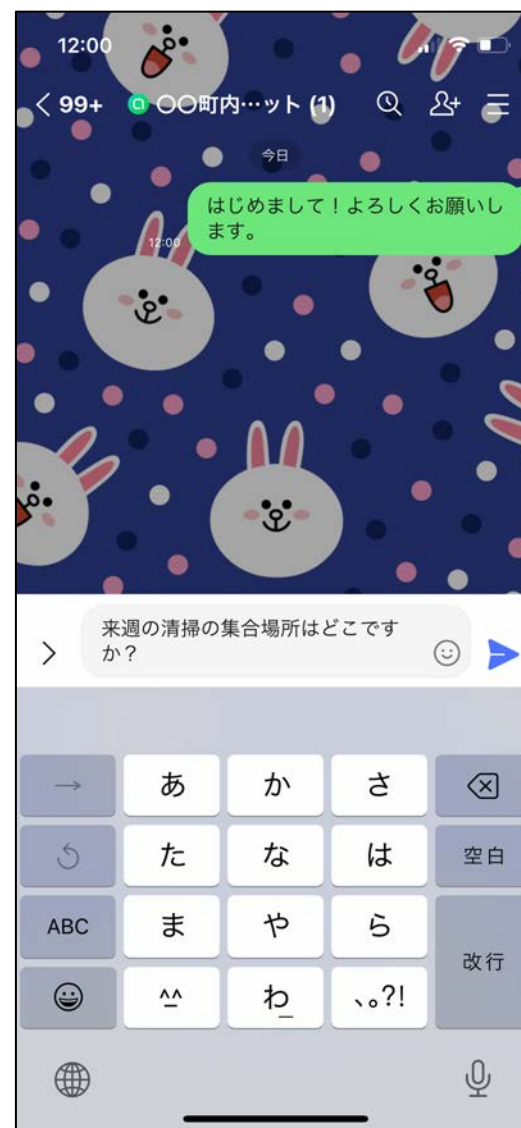 12:00
99+ 〇〇町内…ット (1)
今日
はじめまして！よろしくお願いし
ます。
12:00
来週の清掃の集合場所はどこです
か？
→ あ か さ
た な は 空白
ABC ま や ら
改行
^^ わ_ 、。?!